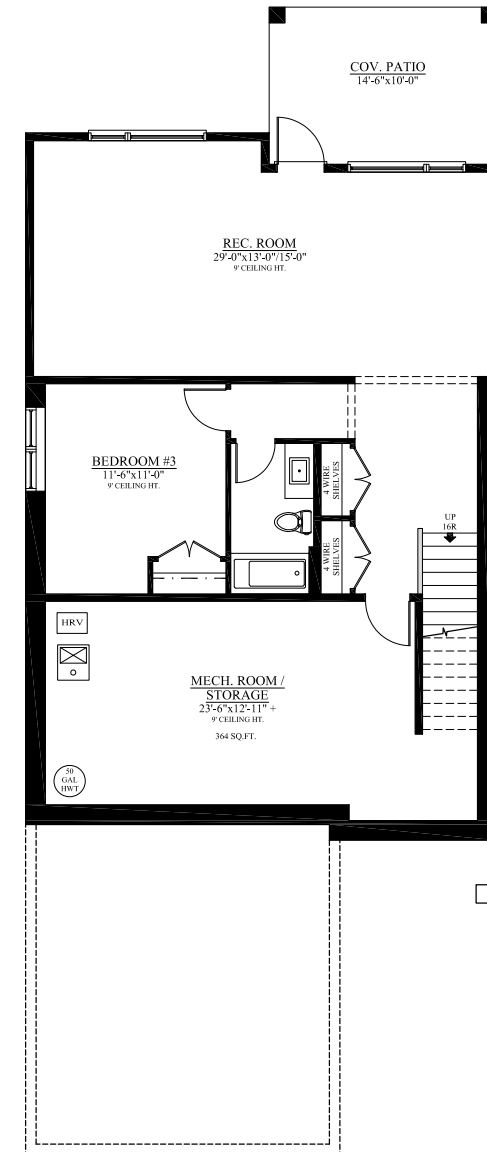 COV. PATIO
14'-6"x10'-0"
REC. ROOM
29'-0"x13'-0"/15'-0"
9' CEILING HT.
BEDROOM #3
11'-6"x11'-0"
9' CEILING HT.
4 WIRE
SHELVES
4 WIRE
SHELVES
UP
16R
HRV
MECH. ROOM /
STORAGE
23'-6"x12'-11" +
9' CEILING HT.
364 SQ.FT.
50
GAL
HWT